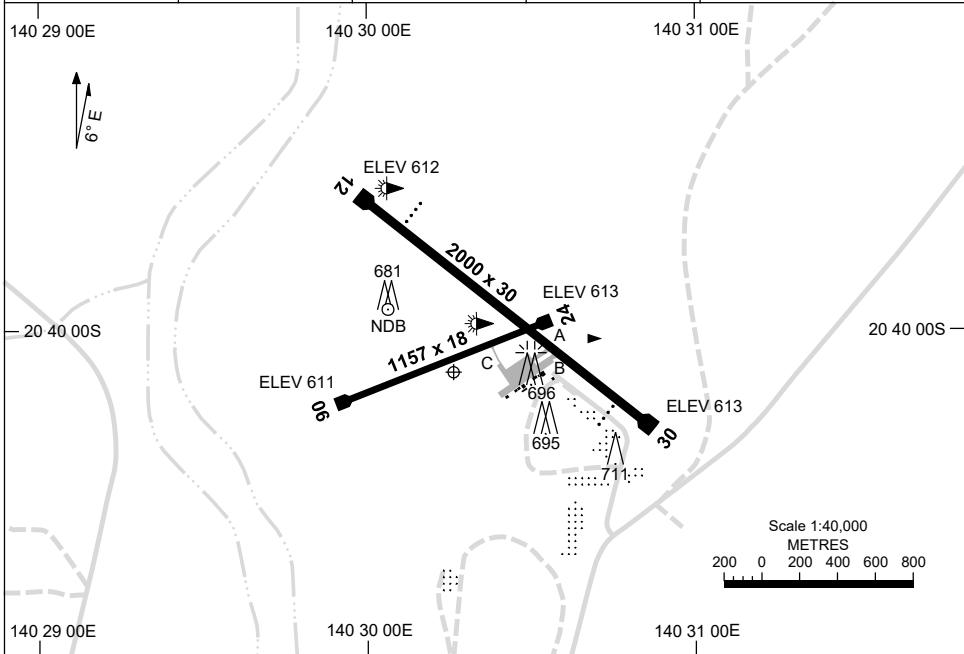 140 29 00E
140 30 00E
140 31 00E
6° E
ELEV 612
12
2000 x 30
681
NDB
ELEV 613
24
20 40 00S
20 40 00S
A
1157 x 18
C
B
ELEV 611
06
696
ELEV 613
695
30
711
Scale 1:40,000
METRES
200 0 200 400 600 800
140 29 00E
140 30 00E
140 31 00E